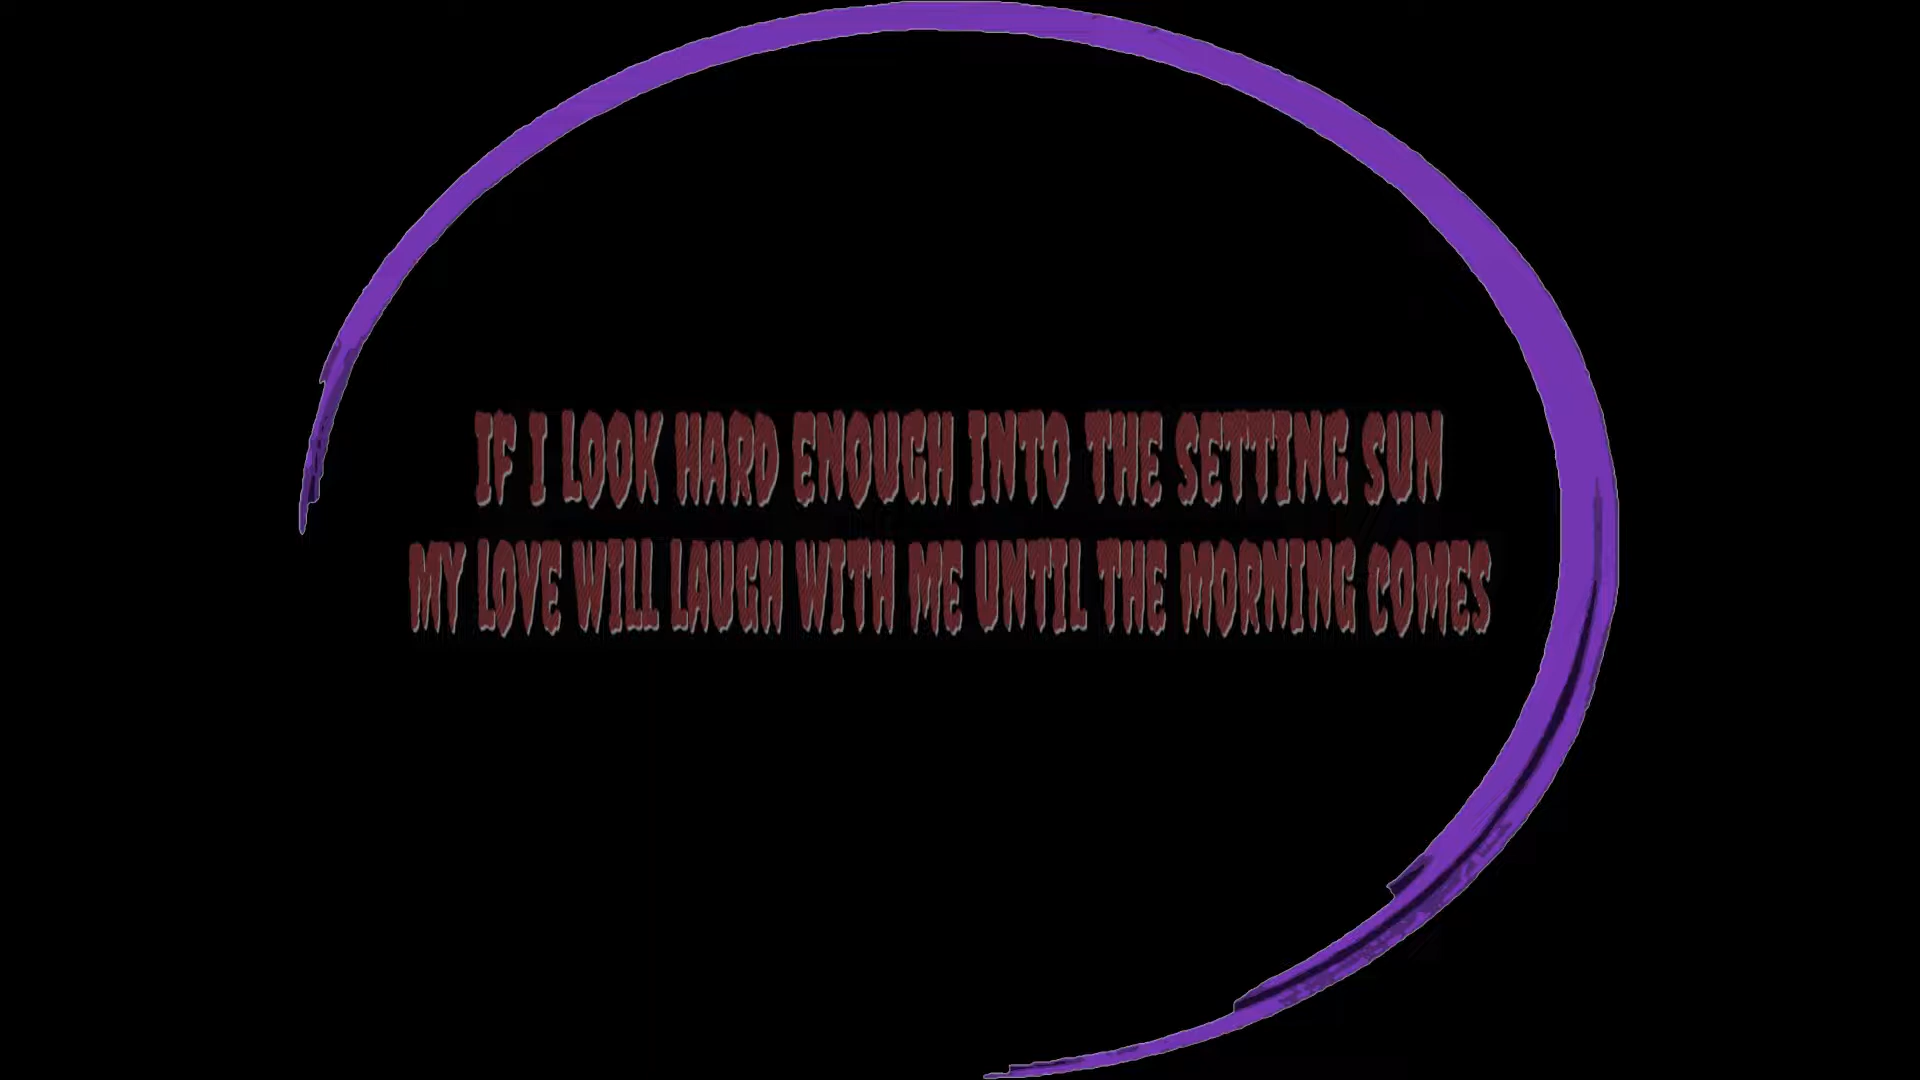 IF I LOOK HARD ENOUGH INTO THE SETTING SUN
MY LOVE WILL LAUGH WITH ME UNTIL THE MORNING COMES